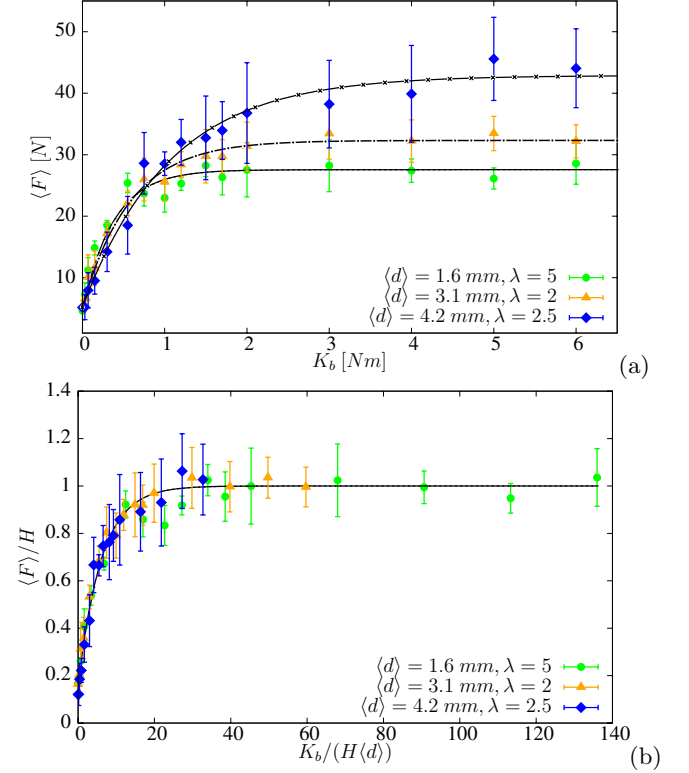 50
40
30
20
10
⟨F⟩ [N]
⟨d⟩ = 1.6 mm, λ = 5
⟨d⟩ = 3.1 mm, λ = 2
⟨d⟩ = 4.2 mm, λ = 2.5
0 1 2 3 4 5 6
K_b [Nm]
(a)
1.4
1.2
1
0.8
0.6
0.4
0.2
0
⟨F⟩/H
⟨d⟩ = 1.6 mm, λ = 5
⟨d⟩ = 3.1 mm, λ = 2
⟨d⟩ = 4.2 mm, λ = 2.5
0 20 40 60 80 100 120 140
K_b/(H⟨d⟩)
(b)